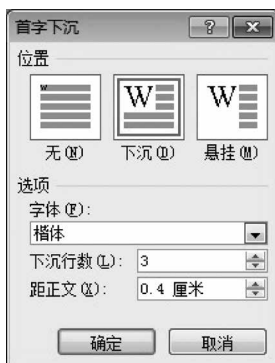 首字下沉
位置
W W W
无(N) 下沉(D) 悬挂(M)
选项
字体(F):
楷体
下沉行数(L): 3
距正文(X): 0.4 厘米
确定 取消